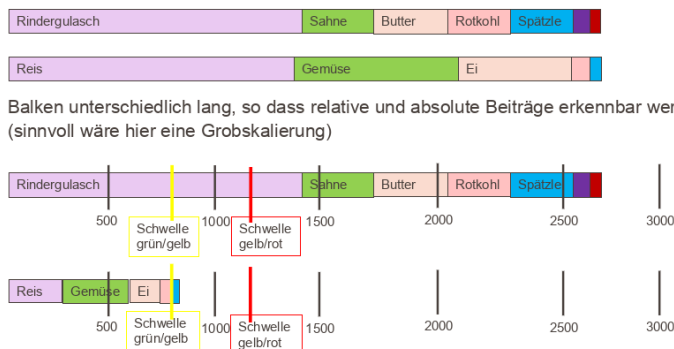 Rindergulasch Sahne Butter Rotkohl Spätzle
Reis Gemüse Ei
Balken unterschiedlich lang, so dass relative und absolute Beiträge erkennbar wer
(sinnvoll wäre hier eine Grobskalierung)
Rindergulasch Sahne Butter Rotkohl Spätzle
500 1000 1500 2000 2500 3000
Schwelle
grün/gelb
Schwelle
gelb/rot
Reis Gemüse Ei
500 1000 1500 2000 2500 3000
Schwelle
grün/gelb
Schwelle
gelb/rot